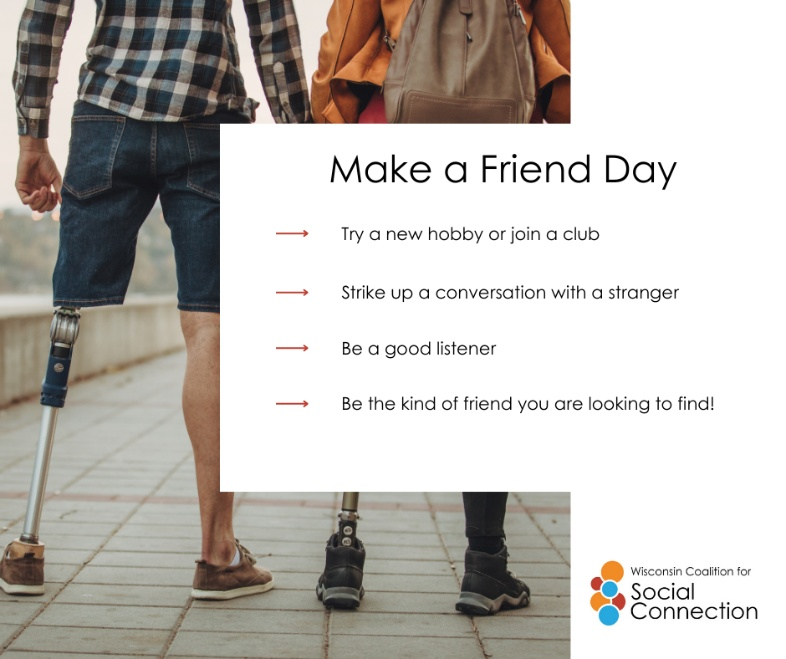 Make a Friend Day
Try a new hobby or join a club
Strike up a conversation with a stranger
Be a good listener
Be the kind of friend you are looking to find!
Wisconsin Coalition for
Social
Connection